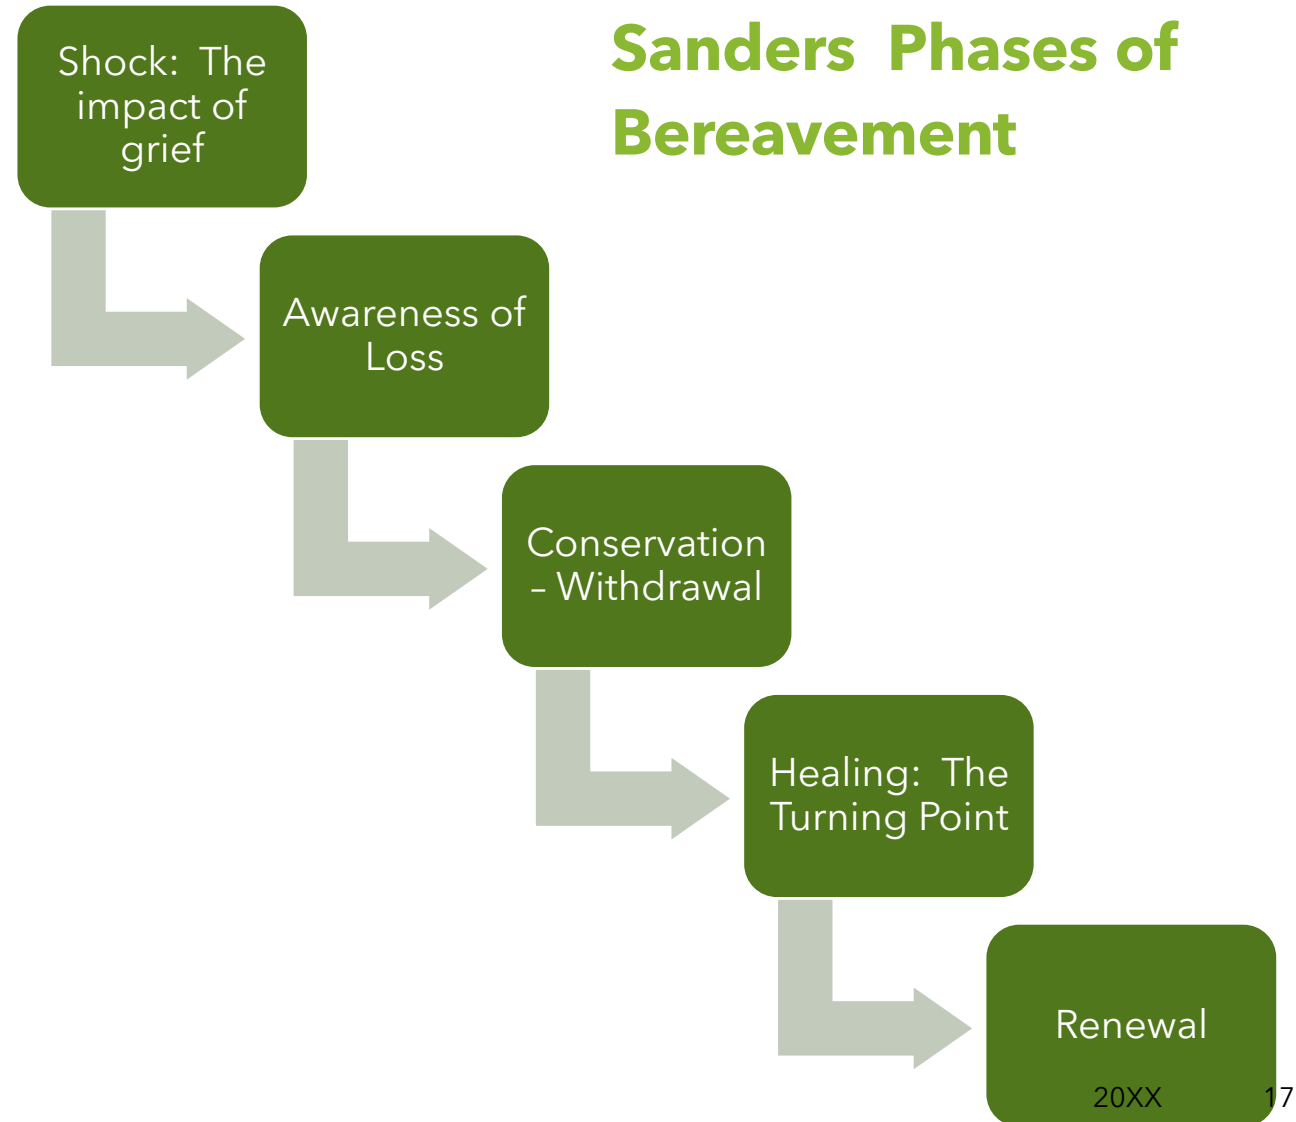 Sanders  Phases of
Bereavement
Shock:  The
impact of
grief
Awareness of
Loss
Conservation
– Withdrawal
Healing:  The
Turning Point
Renewal
20XX
17